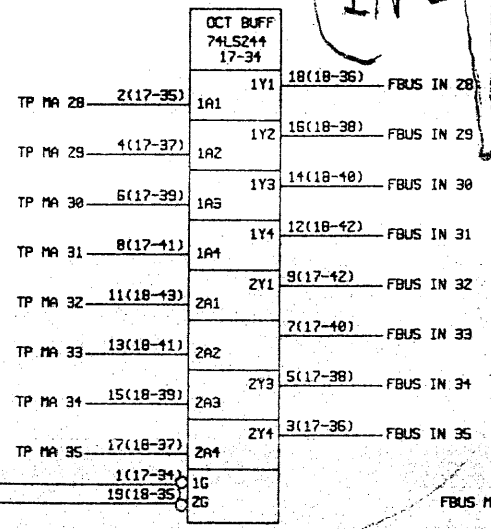 OCT BUFF
74LS244
17-34
TP MA 28 2(17-35) 1A1 1Y1 18(18-36) FBUS IN 28
TP MA 29 4(17-37) 1A2 1Y2 16(18-38) FBUS IN 29
TP MA 30 6(17-39) 1A3 1Y3 14(18-40) FBUS IN 30
TP MA 31 8(17-41) 1A4 1Y4 12(18-42) FBUS IN 31
TP MA 32 11(18-43) 2A1 2Y1 9(17-42) FBUS IN 32
TP MA 33 13(18-41) 2A2 7(17-40) FBUS IN 33
TP MA 34 15(18-39) 2A3 2Y3 5(17-38) FBUS IN 34
TP MA 35 17(18-37) 2A4 2Y4 3(17-36) FBUS IN 35
1(17-34) 1G
19(18-35) 2G
FBUS M